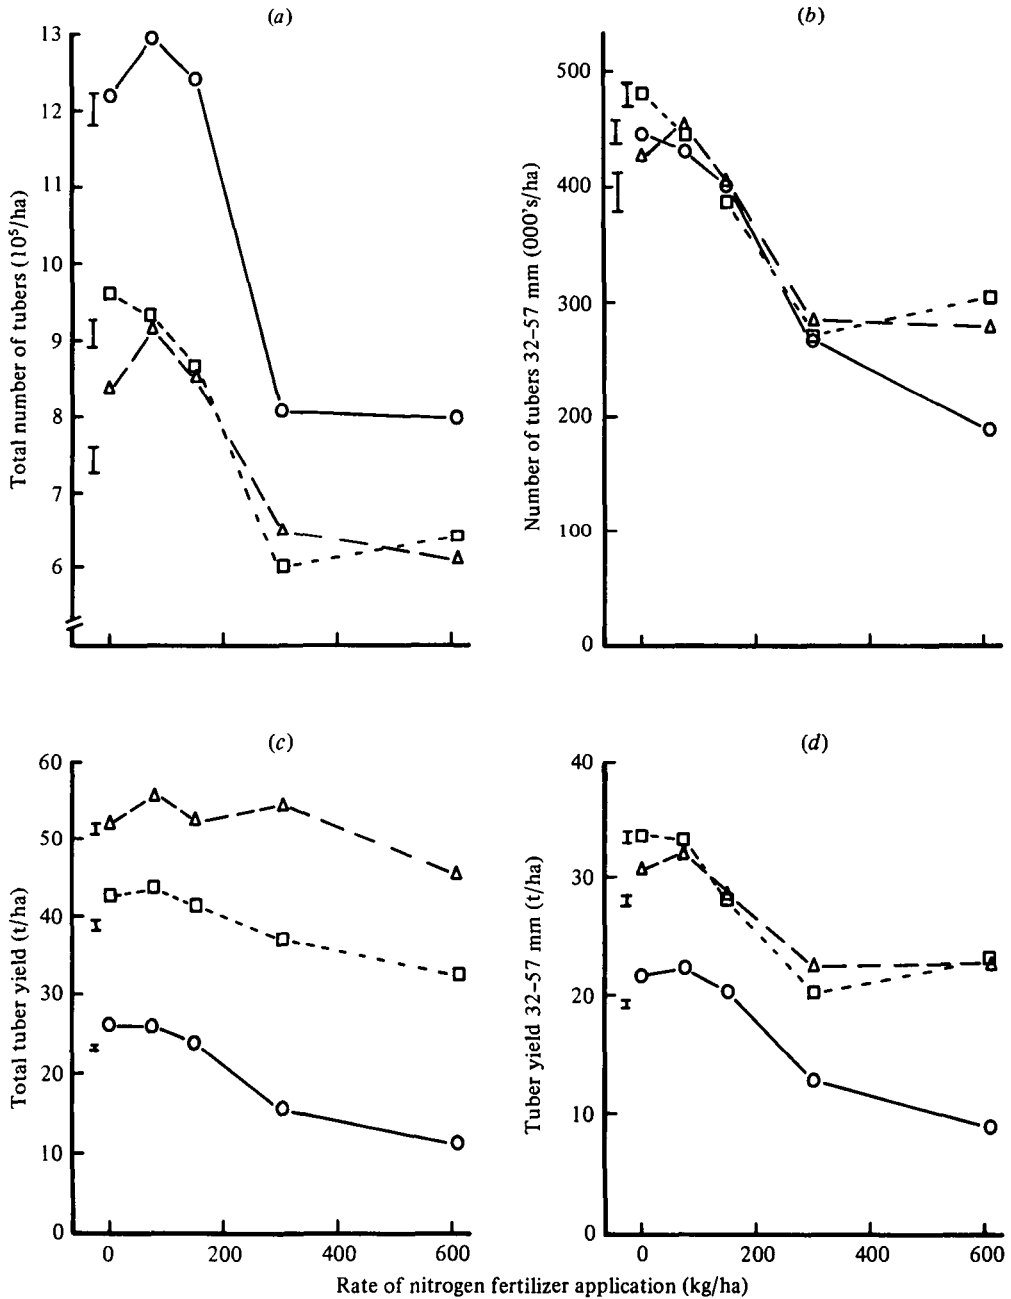 (a)
13
12
11
10
9
8
7
6
Total number of tubers (10⁵/ha)
(b)
500
400
300
200
100
0
Number of tubers 32–57 mm (000's/ha)
(c)
60
50
40
30
20
10
0
Total tuber yield (t/ha)
0 200 400 600
(d)
40
30
20
10
0
Tuber yield 32–57 mm (t/ha)
0 200 400 600
Rate of nitrogen fertilizer application (kg/ha)